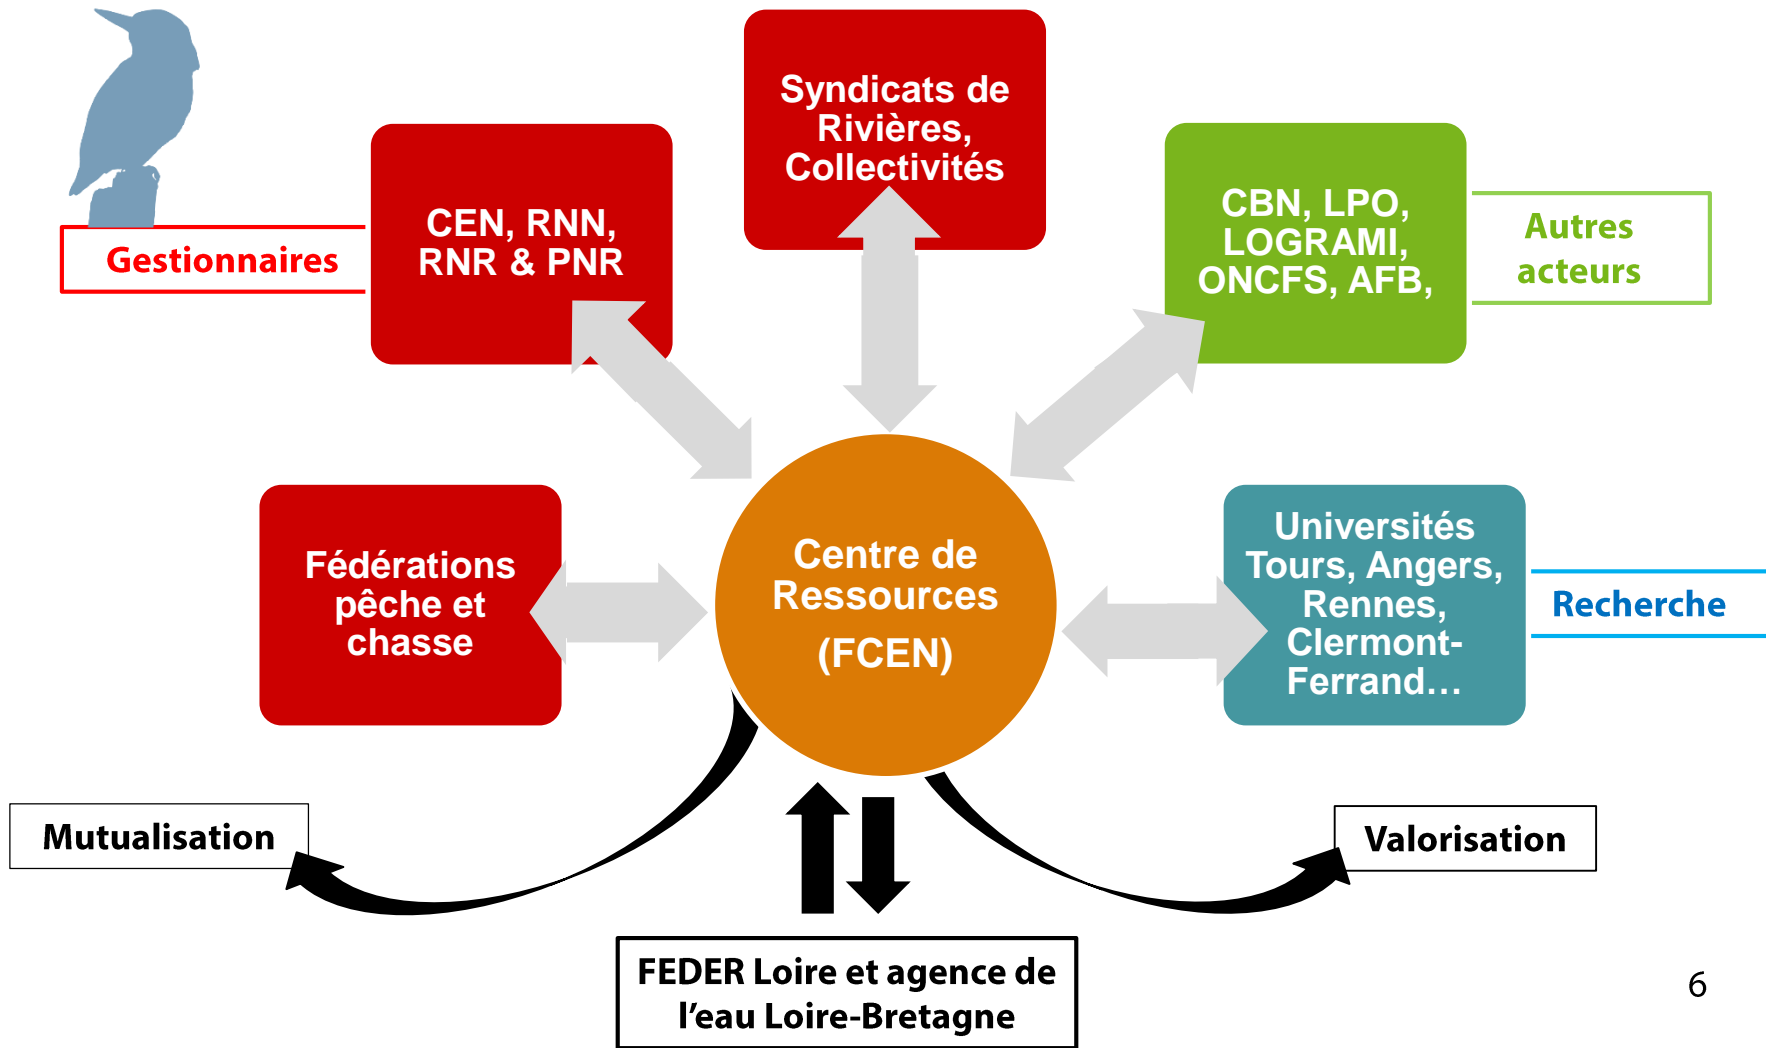 Syndicats de
Rivières,
Collectivités
CEN, RNN,
RNR & PNR
Gestionnaires
CBN, LPO,
LOGRAMI,
ONCFS, AFB,
Autres
acteurs
Fédérations
pêche et
chasse
Centre de
Ressources
(FCEN)
Universités
Tours, Angers,
Rennes,
Clermont-
Ferrand…
Recherche
Mutualisation
Valorisation
FEDER Loire et agence de
l’eau Loire-Bretagne
6